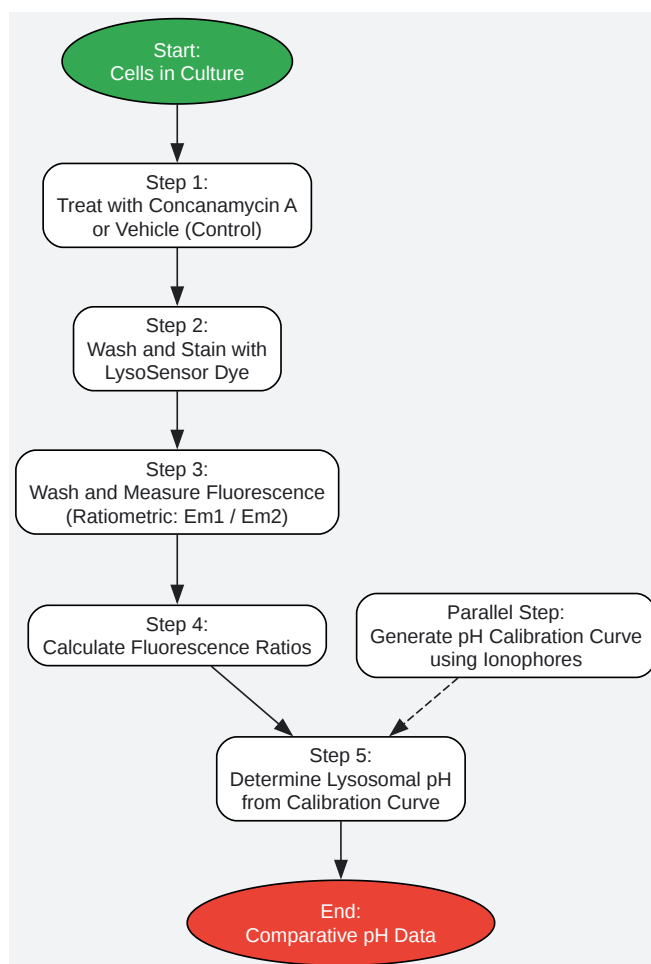 Start:
Cells in Culture
Step 1:
Treat with Concanamycin A
or Vehicle (Control)
Step 2:
Wash and Stain with
LysoSensor Dye
Step 3:
Wash and Measure Fluorescence
(Ratiometric: Em1 / Em2)
Step 4:
Calculate Fluorescence Ratios
Parallel Step:
Generate pH Calibration Curve
using Ionophores
Step 5:
Determine Lysosomal pH
from Calibration Curve
End:
Comparative pH Data